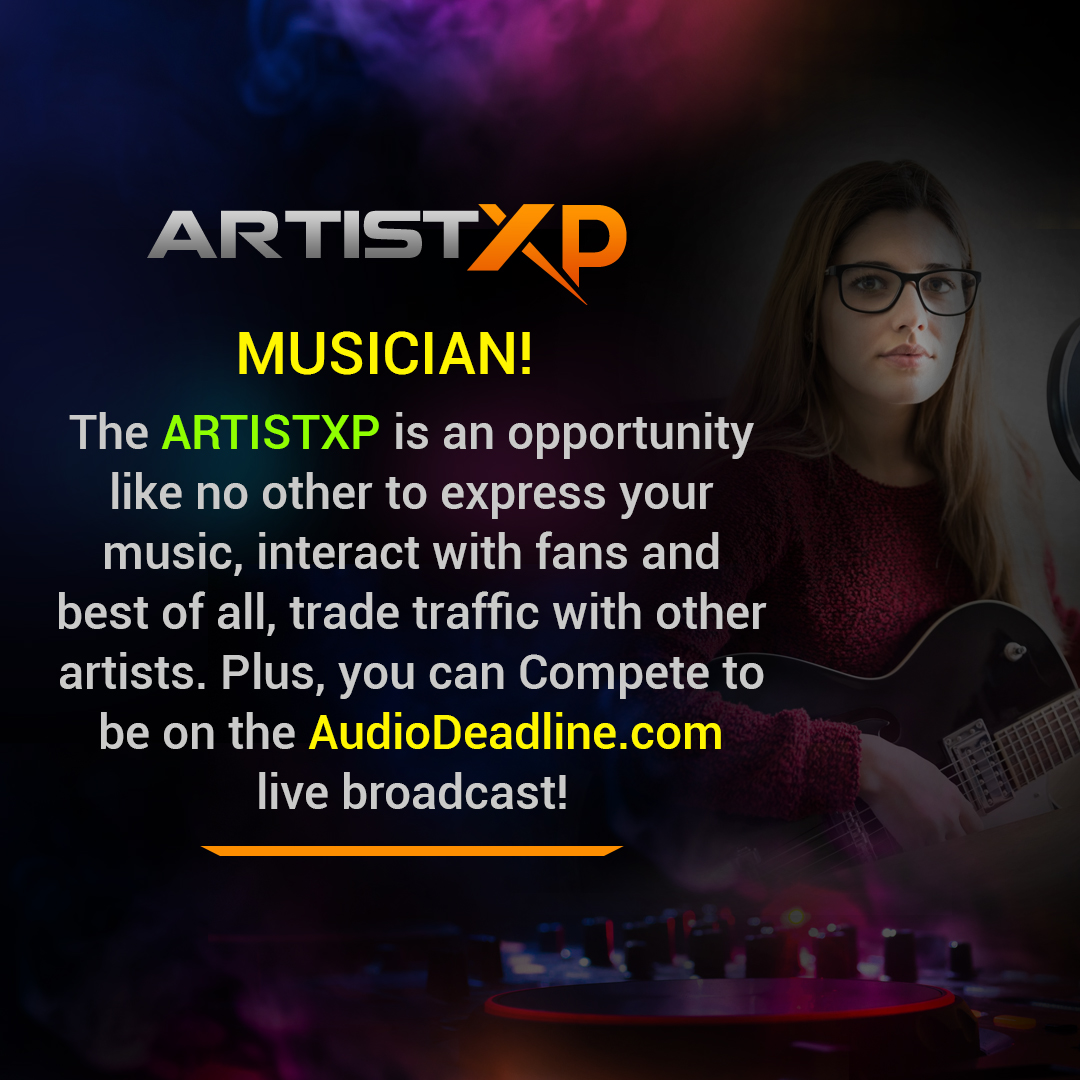 ARTISTXP
MUSICIAN!
The ARTISTXP is an opportunity
like no other to express your
music, interact with fans and
best of all, trade traffic with other
artists. Plus, you can Compete to
be on the AudioDeadline.com
live broadcast!